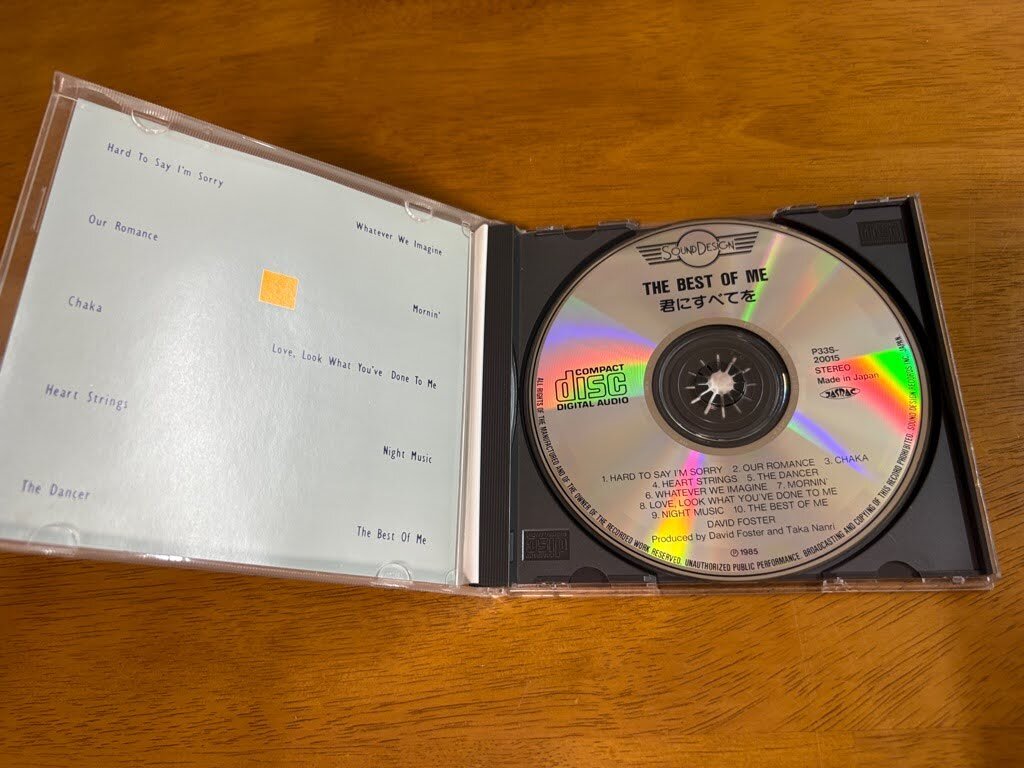 Hard To Say I'm Sorry
Our Romance
Chaka
Heart Strings
The Dancer
Whatever We Imagine
Mornin'
Love, Look What You've Done To Me
Night Music
The Best Of Me
SOUND DESIGN
THE BEST OF ME
君にすべてを
COMPACT
disc
DIGITAL AUDIO
P33S-
20015
STEREO
Made in Japan
JASRAC
1. HARD TO SAY I'M SORRY 2. OUR ROMANCE 3. CHAKA
4. HEART STRINGS 5. THE DANCER
6. WHATEVER WE IMAGINE 7. MORNIN'
8. LOVE, LOOK WHAT YOU'VE DONE TO ME
9. NIGHT MUSIC 10. THE BEST OF ME
DAVID FOSTER
Produced by David Foster and Taka Nanri
Ⓟ 1985
ALL RIGHTS OF THE MANUFACTURED AND OF THE OWNER OF THE RECORDED WORK RESERVED. UNAUTHORIZED PUBLIC PERFORMANCE. BROADCASTING AND COPYING OF THIS RECORD PROHIBITED.